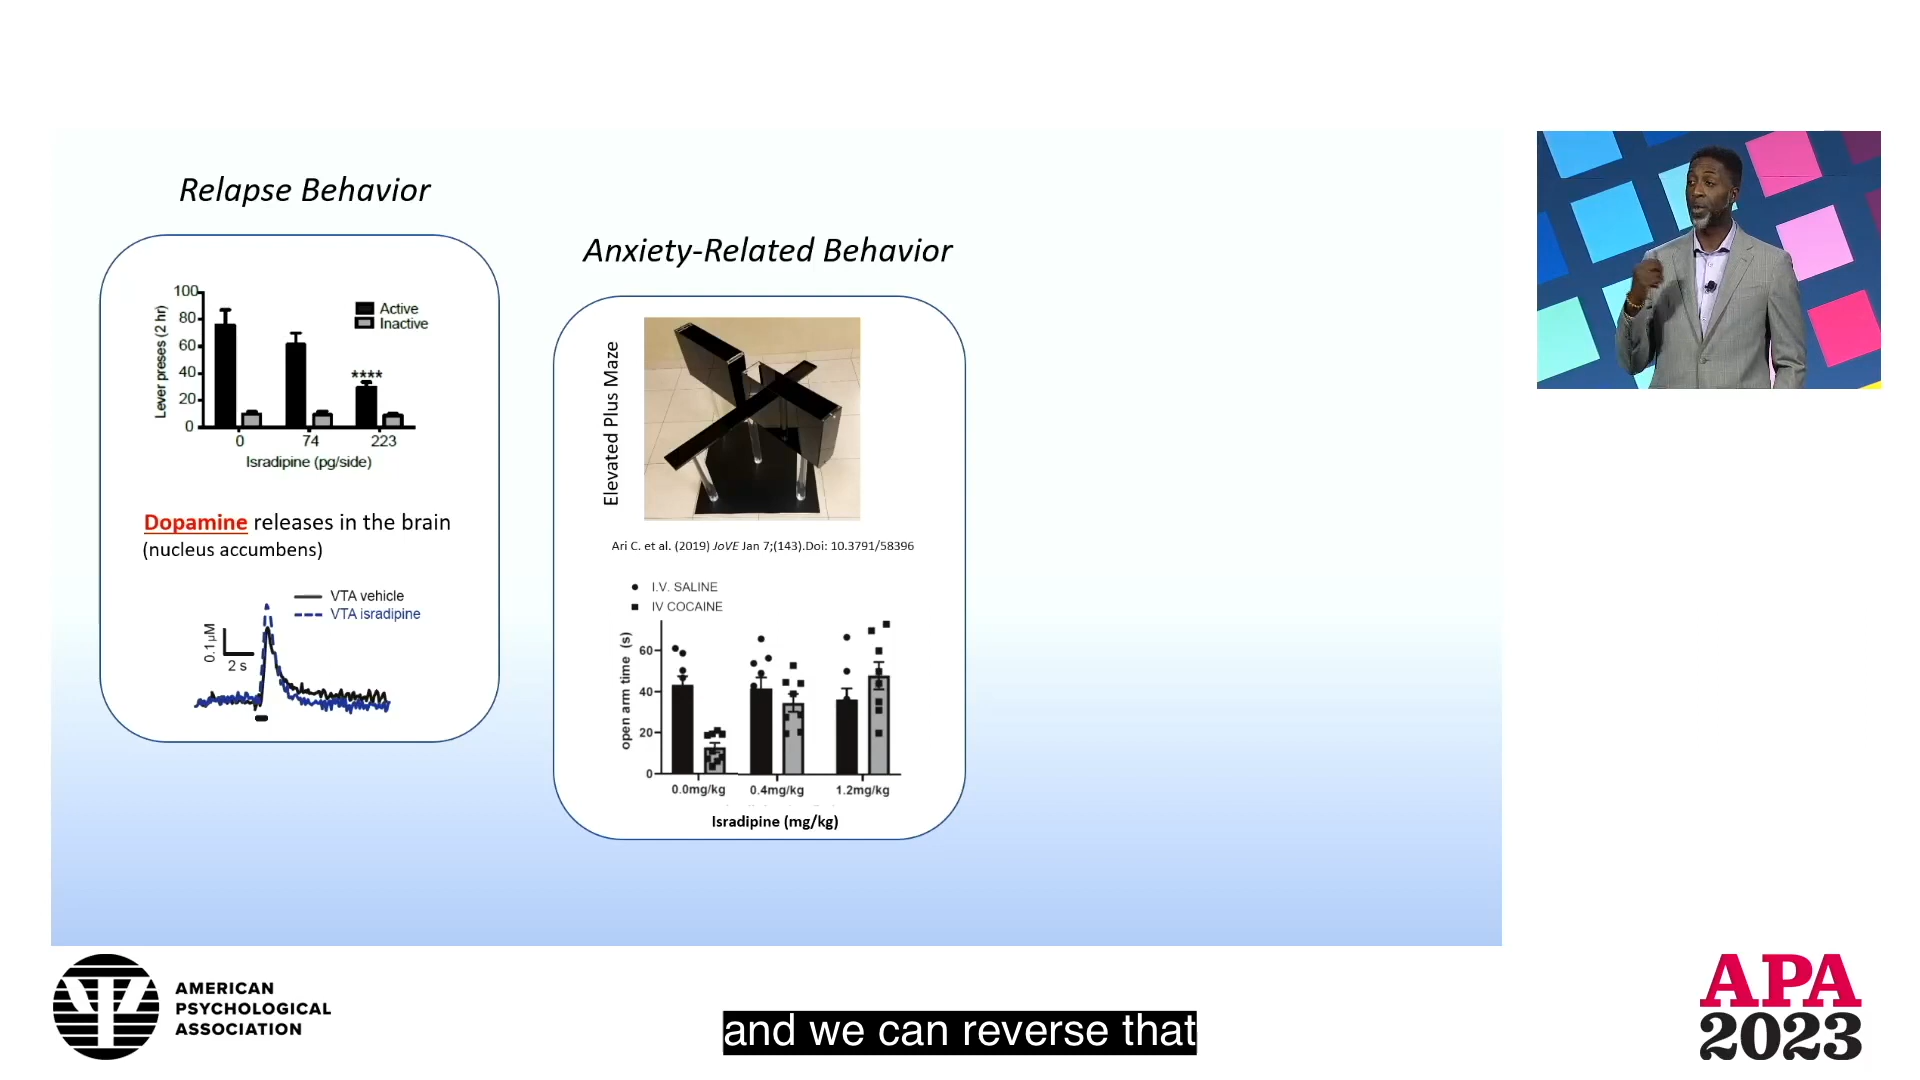 Relapse Behavior
100
80
60
40
20
0
Lever preses (2 hr)
Active
Inactive
****
0 74 223
Isradipine (pg/side)
Dopamine releases in the brain
(nucleus accumbens)
VTA vehicle
VTA isradipine
0.1µM
2 s
Anxiety-Related Behavior
Elevated Plus Maze
Ari C. et al. (2019) JoVE Jan 7;(143).Doi: 10.3791/58396
I.V. SALINE
IV COCAINE
open arm time (s)
60
40
20
0
0.0mg/kg 0.4mg/kg 1.2mg/kg
Isradipine (mg/kg)
AMERICAN
PSYCHOLOGICAL
ASSOCIATION
and we can reverse that
APA
2023